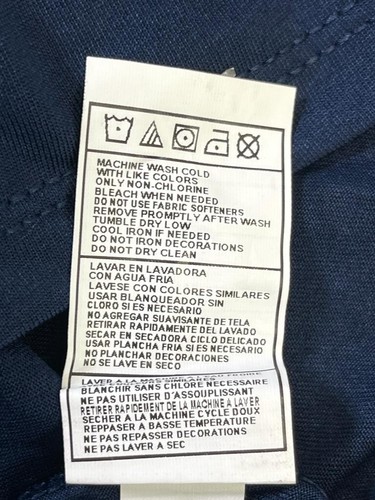 MACHINE WASH COLD
WITH LIKE COLORS
ONLY NON-CHLORINE
BLEACH WHEN NEEDED
DO NOT USE FABRIC SOFTENERS
REMOVE PROMPTLY AFTER WASH
TUMBLE DRY LOW
COOL IRON IF NEEDED
DO NOT IRON DECORATIONS
DO NOT DRY CLEAN
LAVAR EN LAVADORA
CON AGUA FRIA
LAVESE CON COLORES SIMILARES
USAR BLANQUEADOR SIN
CLORO SI ES NECESARIO
NO AGREGAR SUAVISANTE DE TELA
RETIRAR RAPIDAMENTE DEL LAVADO
SECAR EN SECADORA CICLO DELICADO
USAR PLANCHA FRIA SI ES NECESARIO
NO PLANCHAR DECORACIONES
NO SE LAVE EN SECO
LAVER A LA
BLANCHIR SANS CHLORE NECESSAIRE
NE PAS UTILISER D'ASSOUPLISSANT
RETIRER RAPIDEMENT DE LA MACHINE A LAVER
SECHER A LA MACHINE CYCLE DOUX
REPPASER A BASSE TEMPERATURE
NE PAS REPASSER DECORATIONS
NE PAS LAVER A SEC